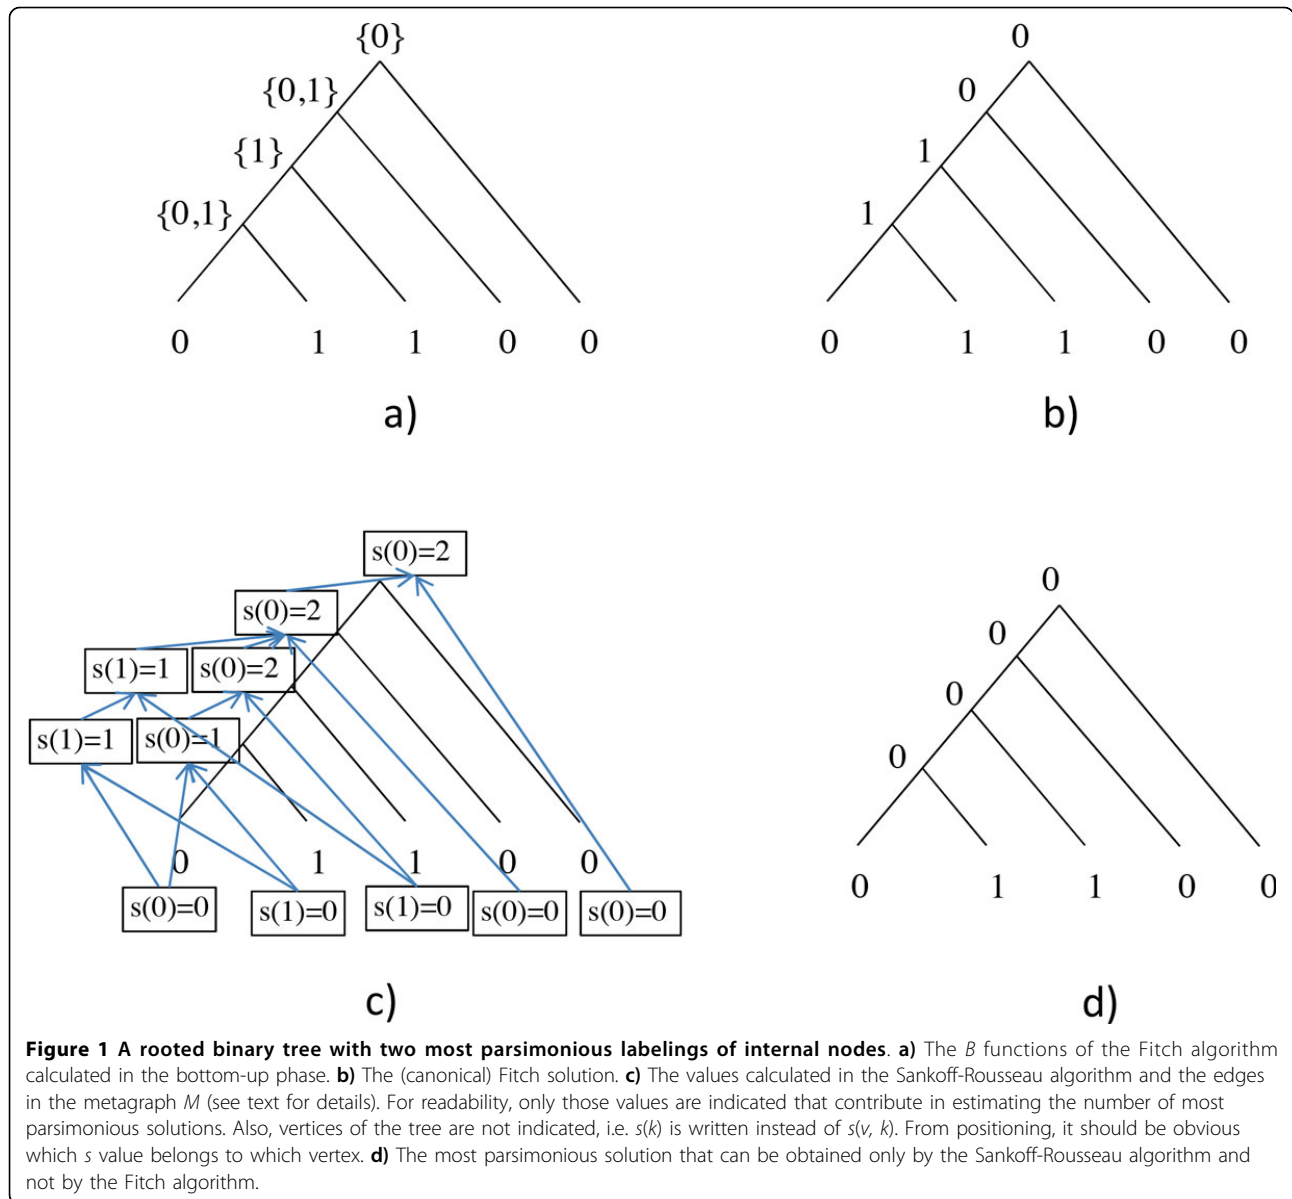 {0}
{0,1}
{1}
{0,1}
0 1 1 0 0
a)
0
0
1
1
0 1 1 0 0
b)
s(0)=2
s(0)=2
s(1)=1 s(0)=2
s(1)=1 s(0)=1
0 1 1 0 0
s(0)=0 s(1)=0 s(1)=0 s(0)=0 s(0)=0
c)
0
0
0
0
0 1 1 0 0
d)
Figure 1 A rooted binary tree with two most parsimonious labelings of internal nodes. a) The B functions of the Fitch algorithm
calculated in the bottom-up phase. b) The (canonical) Fitch solution. c) The values calculated in the Sankoff-Rousseau algorithm and the edges
in the metagraph M (see text for details). For readability, only those values are indicated that contribute in estimating the number of most
parsimonious solutions. Also, vertices of the tree are not indicated, i.e. s(k) is written instead of s(v, k). From positioning, it should be obvious
which s value belongs to which vertex. d) The most parsimonious solution that can be obtained only by the Sankoff-Rousseau algorithm and
not by the Fitch algorithm.